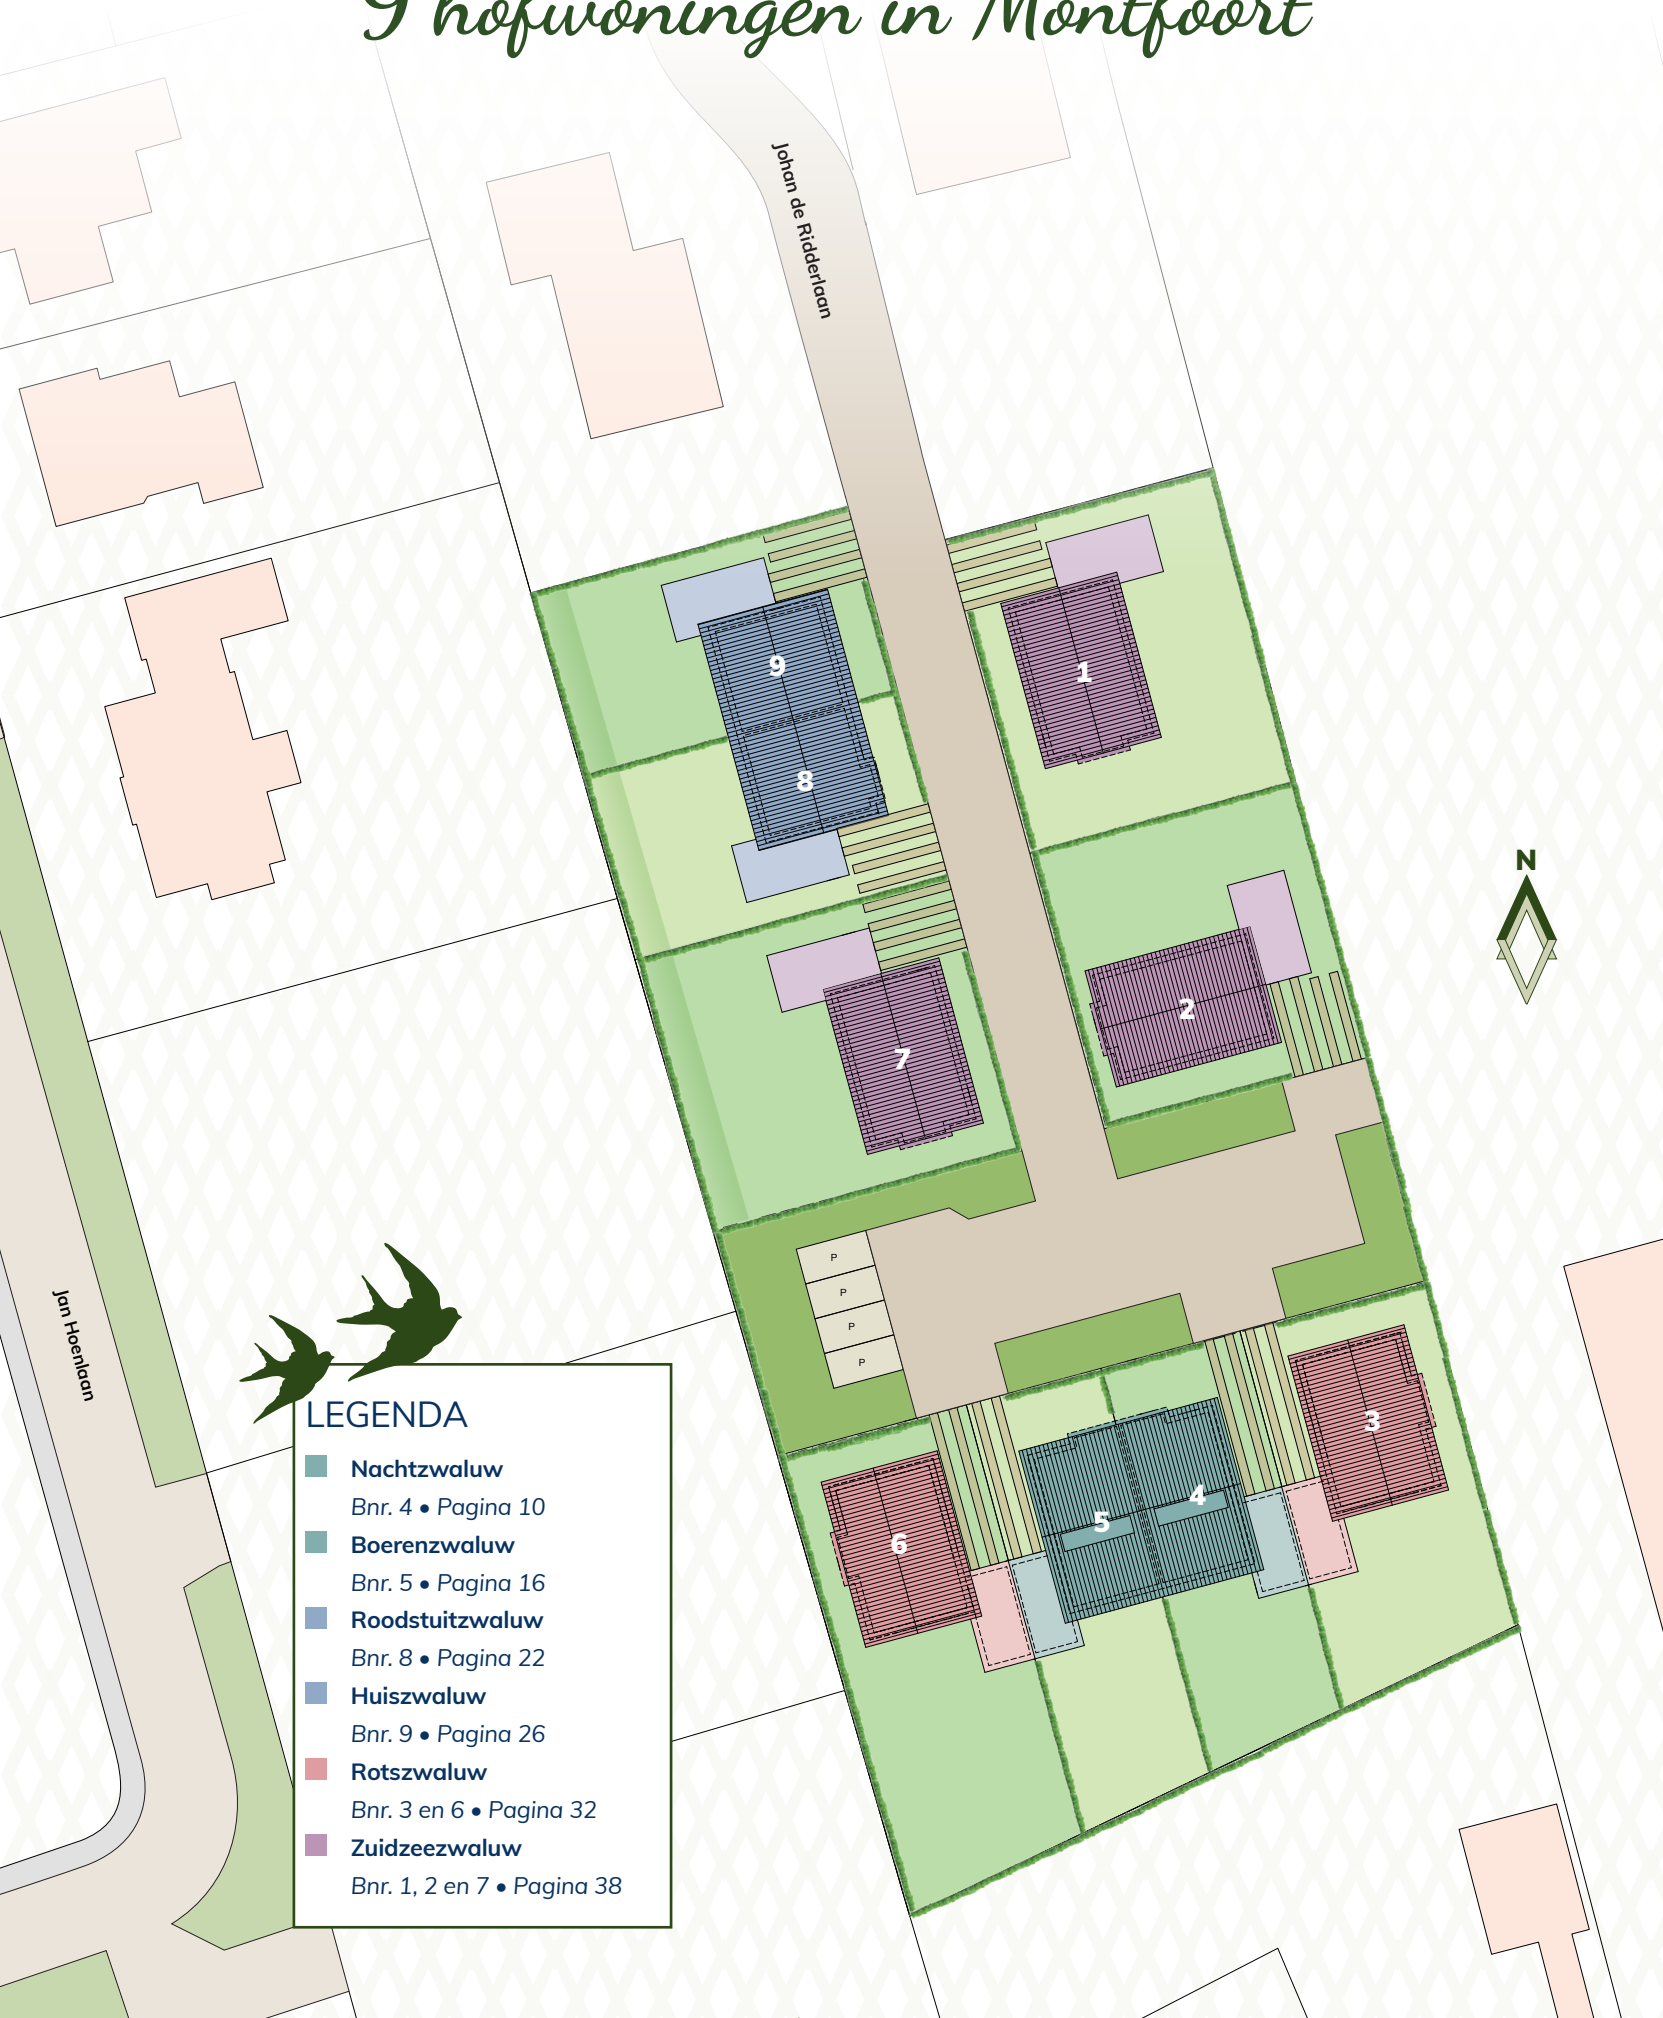 9 hofwoningen in Montfoort
Johan de Ridderlaan
9
1
8
N
2
7
P
P
P
P
Jan Hoenlaan
3
4
5
6
LEGENDA
Nachtzwaluw
Bnr. 4 • Pagina 10
Boerenzwaluw
Bnr. 5 • Pagina 16
Roodstuitzwaluw
Bnr. 8 • Pagina 22
Huiszwaluw
Bnr. 9 • Pagina 26
Rotszwaluw
Bnr. 3 en 6 • Pagina 32
Zuidzeezwaluw
Bnr. 1, 2 en 7 • Pagina 38